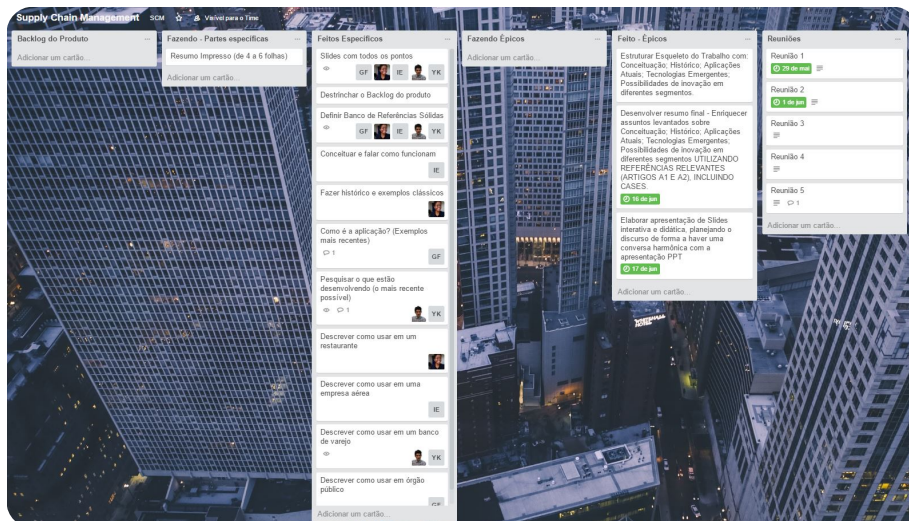 Supply Chain Management SCM Visível para o Time
Backlog do Produto
Adicionar um cartão...
Fazendo - Partes específicas
Resumo Impresso (de 4 a 6 folhas)
Adicionar um cartão...
Feitos Específicos
Slides com todos os pontos
GF IE YK
Destrinchar o Backlog do produto
Definir Banco de Referências Sólidas
GF IE YK
Conceituar e falar como funcionam
IE
Fazer histórico e exemplos clássicos
Como é a aplicação? (Exemplos
mais recentes)
1 GF
Pesquisar o que estão
desenvolvendo (o mais recente
possível)
1 YK
Descrever como usar em um
restaurante
Descrever como usar em uma
empresa aérea
IE
Descrever como usar em um banco
de varejo
YK
Descrever como usar em órgão
público
GF
Adicionar um cartão...
Fazendo Épicos
Adicionar um cartão...
Feito - Épicos
Estruturar Esqueleto do Trabalho com:
Conceituação; Histórico; Aplicações
Atuais; Tecnologias Emergentes;
Possibilidades de inovação em
diferentes segmentos.
Desenvolver resumo final - Enriquecer
assuntos levantados sobre
Conceituação; Histórico; Aplicações
Atuais; Tecnologias Emergentes;
Possibilidades de inovação em
diferentes segmentos UTILIZANDO
REFERÊNCIAS RELEVANTES
(ARTIGOS A1 E A2), INCLUINDO
CASES.
16 de jun
Elaborar apresentação de Slides
interativa e didática, planejando o
discurso de forma a haver uma
conversa harmônica com a
apresentação PPT.
17 de jun
Adicionar um cartão...
Reuniões
Reunião 1
29 de mai
Reunião 2
1 de jun
Reunião 3
Reunião 4
Reunião 5
1
Adicionar um cartão...